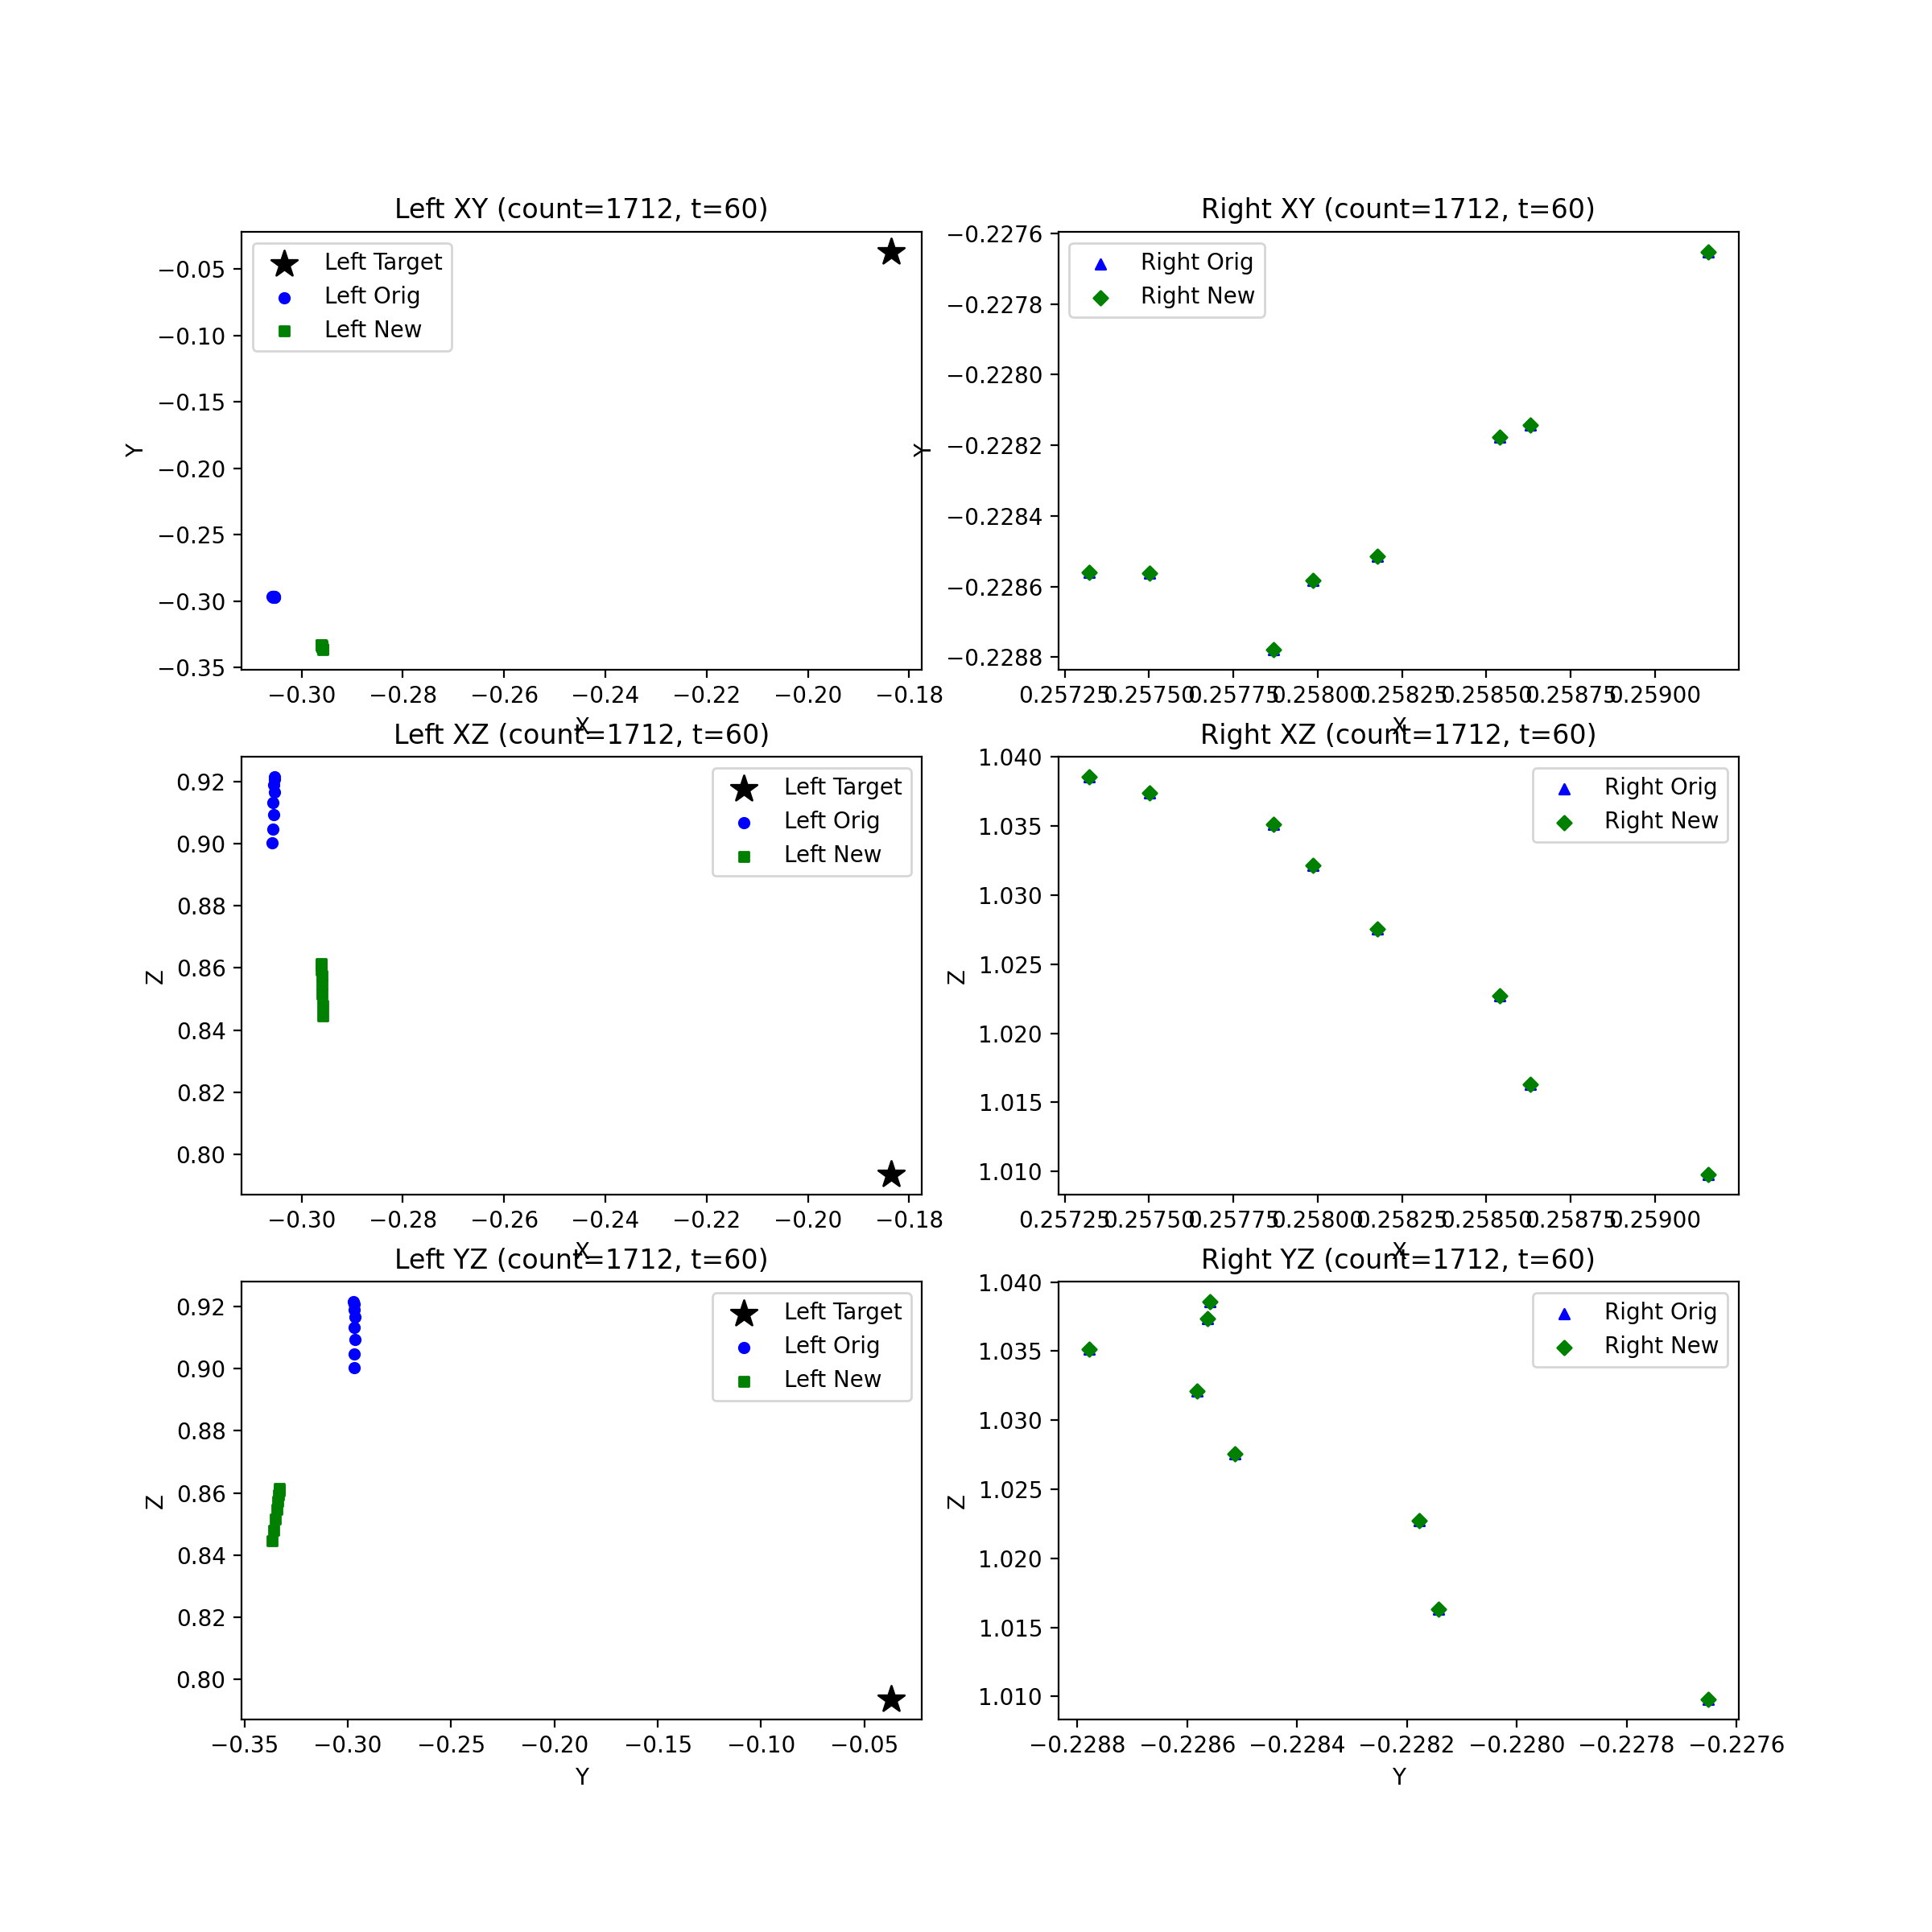 Left XY (count=1712, t=60)
Left Target
Left Orig
Left New
−0.05
−0.10
−0.15
−0.20
−0.25
−0.30
−0.35
Y
−0.30 −0.28 −0.26 −0.24 −0.22 −0.20 −0.18
X
Right XY (count=1712, t=60)
Right Orig
Right New
−0.2276
−0.2278
−0.2280
−0.2282
−0.2284
−0.2286
−0.2288
Y
0.25725 0.25750 0.25775 0.25800 0.25825 0.25850 0.25875 0.25900
X
Left XZ (count=1712, t=60)
Left Target
Left Orig
Left New
0.92
0.90
0.88
0.86
0.84
0.82
0.80
Z
−0.30 −0.28 −0.26 −0.24 −0.22 −0.20 −0.18
X
Right XZ (count=1712, t=60)
Right Orig
Right New
1.040
1.035
1.030
1.025
1.020
1.015
1.010
Z
0.25725 0.25750 0.25775 0.25800 0.25825 0.25850 0.25875 0.25900
X
Left YZ (count=1712, t=60)
Left Target
Left Orig
Left New
0.92
0.90
0.88
0.86
0.84
0.82
0.80
Z
−0.35 −0.30 −0.25 −0.20 −0.15 −0.10 −0.05
Y
Right YZ (count=1712, t=60)
Right Orig
Right New
1.040
1.035
1.030
1.025
1.020
1.015
1.010
Z
−0.2288 −0.2286 −0.2284 −0.2282 −0.2280 −0.2278 −0.2276
Y